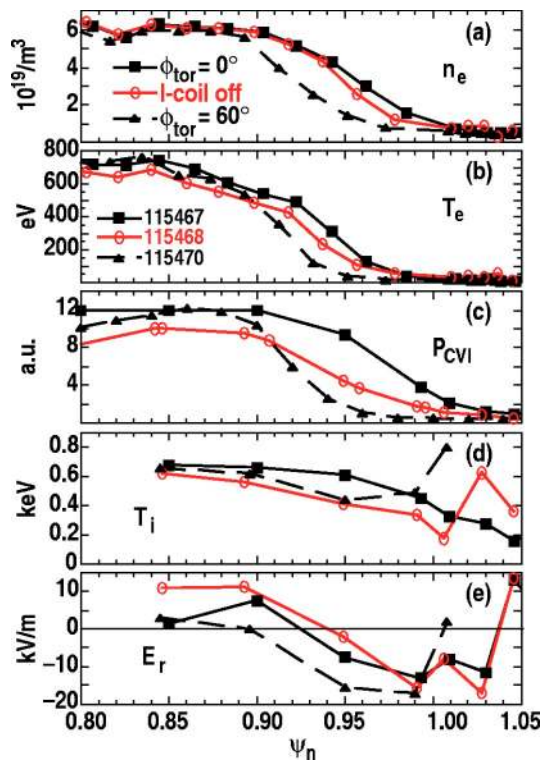 6
4
2
0
10¹⁹/m³
(a)
nₑ
ϕtor = 0°
I-coil off
ϕtor = 60°
800
600
400
200
eV
(b)
Tₑ
115467
115468
115470
12
8
4
a.u.
(c)
PCVI
0.8
0.6
0.4
0.2
0
keV
(d)
Tᵢ
10
0
−10
−20
kV/m
(e)
Eᵣ
0.80 0.85 0.90 0.95 1.00 1.05
ψₙ